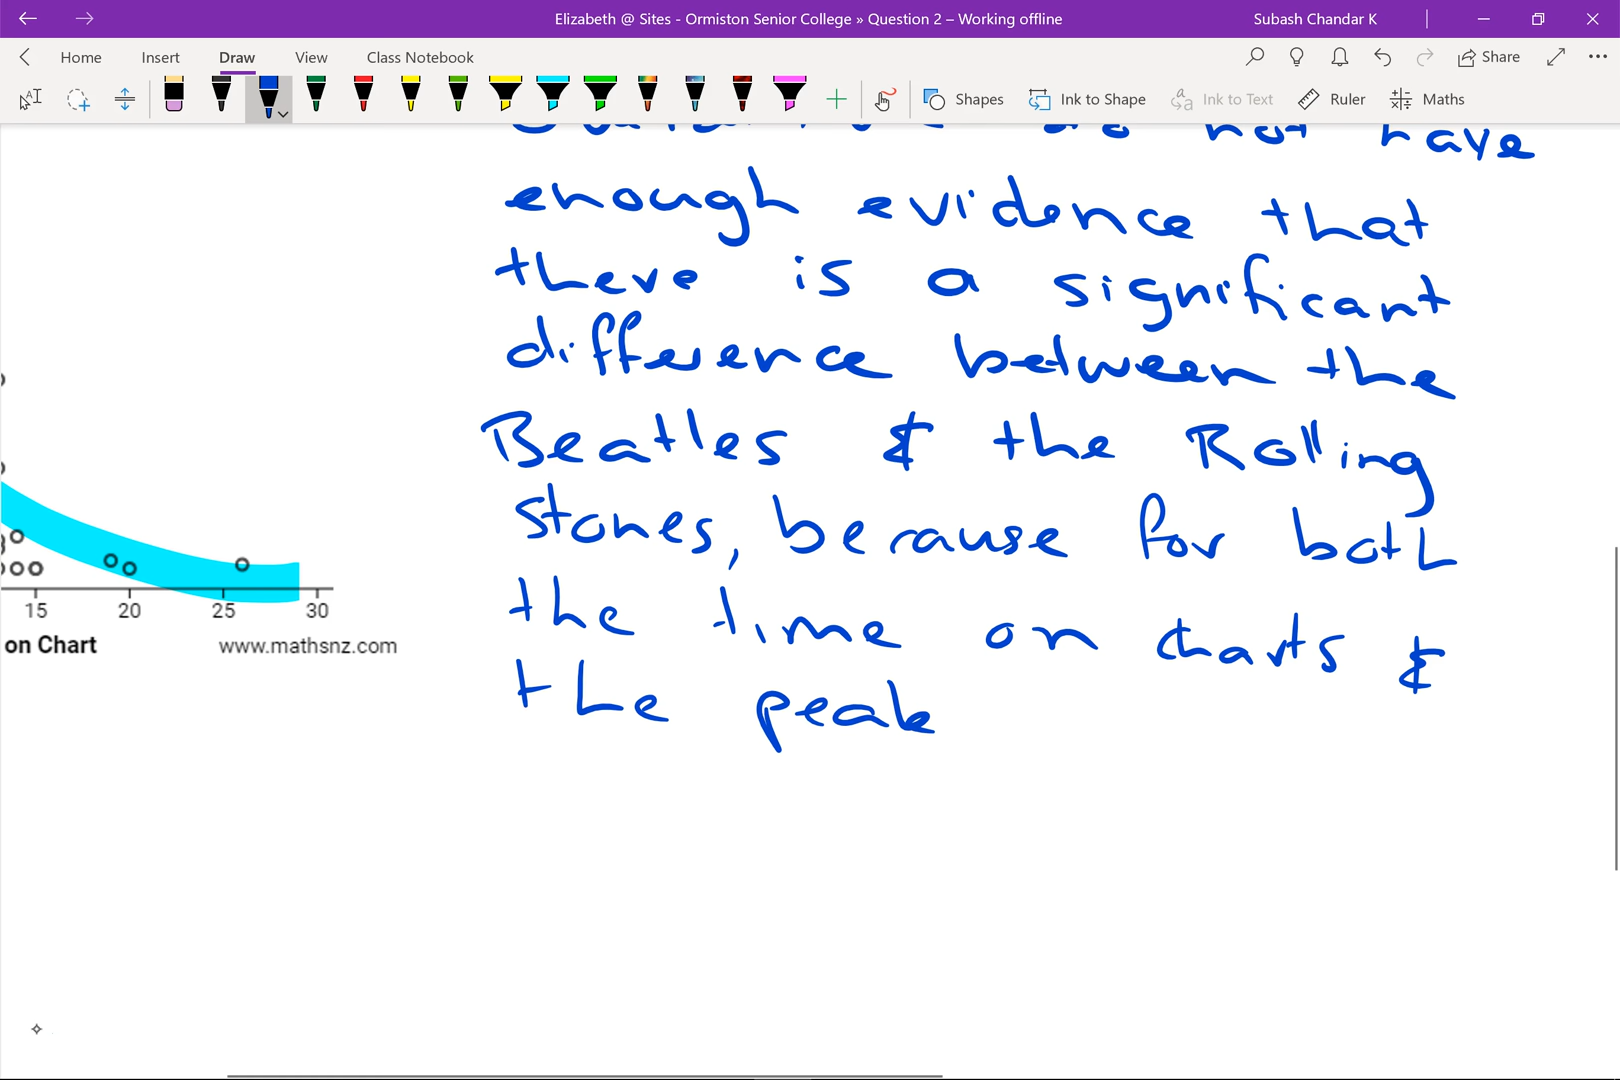 Elizabeth @ Sites - Ormiston Senior College » Question 2 – Working offline
Subash Chandar K
Home Insert Draw View Class Notebook
Share
Shapes Ink to Shape Ink to Text Ruler Maths
do not have
enough evidence that
there is a significant
difference between the
Beatles & the Rolling
stones, because for both
the time on charts &
the peak
15 20 25 30
on Chart www.mathsnz.com